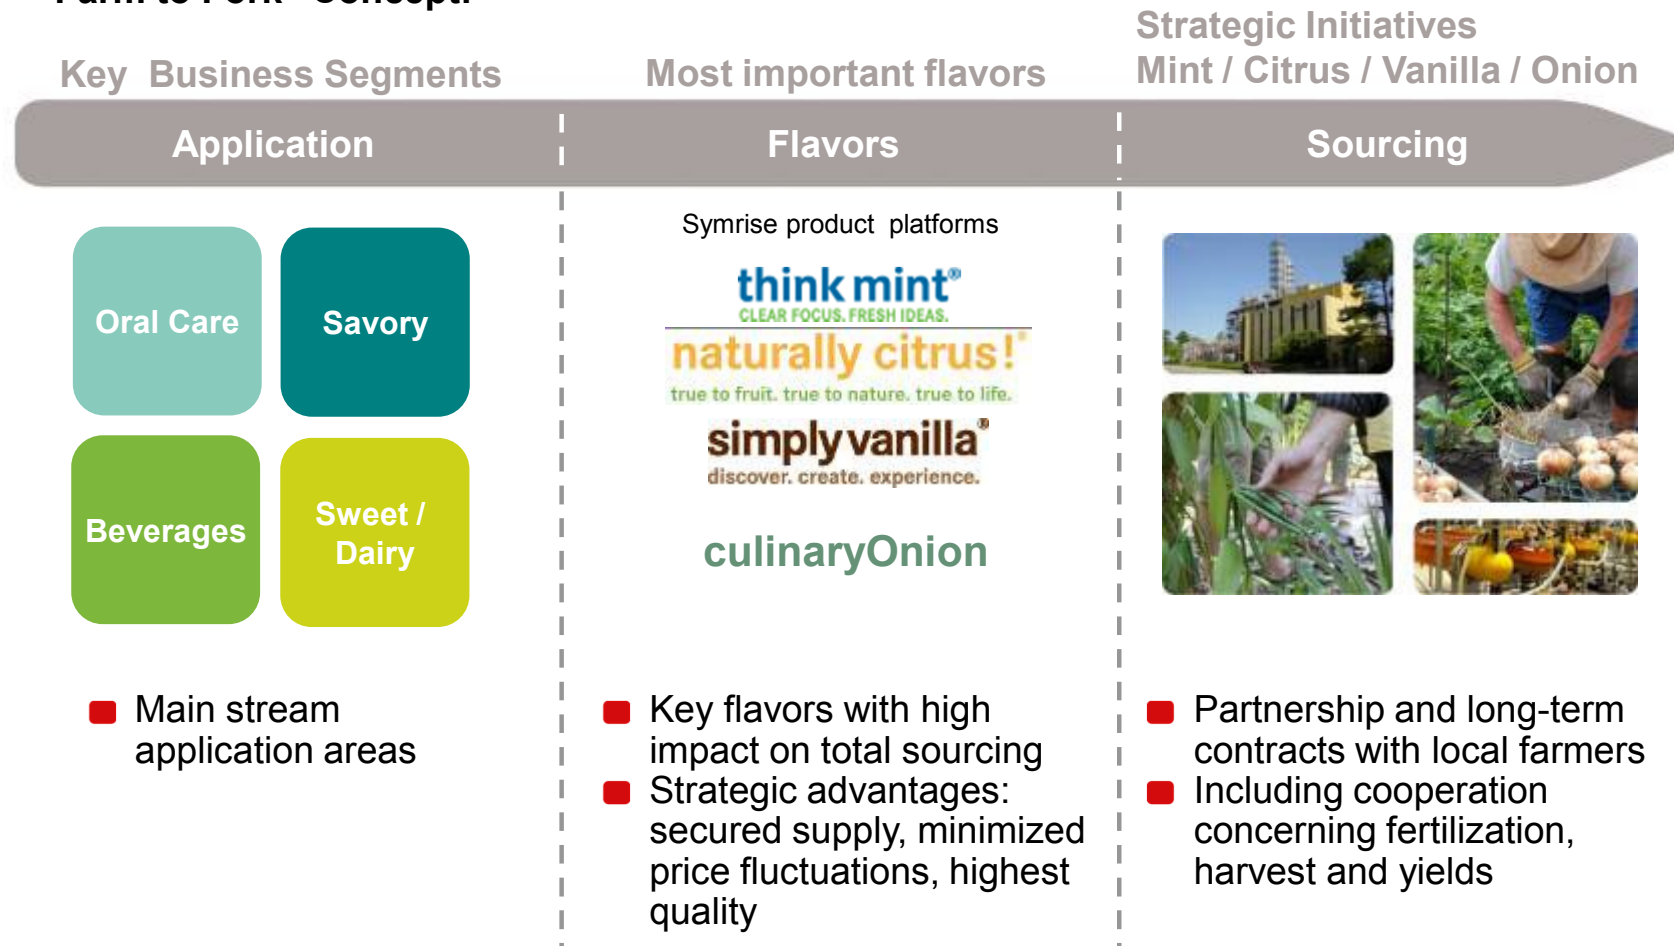 Farm to Fork" Concept:
Key Business Segments
Most important flavors
Strategic Initiatives
Mint / Citrus / Vanilla / Onion
Application
Flavors
Sourcing
Oral Care
Savory
Beverages
Sweet /
Dairy
Symrise product platforms
think mint®
CLEAR FOCUS. FRESH IDEAS.
naturally citrus!®
true to fruit. true to nature. true to life.
simply vanilla®
discover. create. experience.
culinaryOnion
Main stream
application areas
Key flavors with high
impact on total sourcing
Strategic advantages:
secured supply, minimized
price fluctuations, highest
quality
Partnership and long-term
contracts with local farmers
Including cooperation
concerning fertilization,
harvest and yields